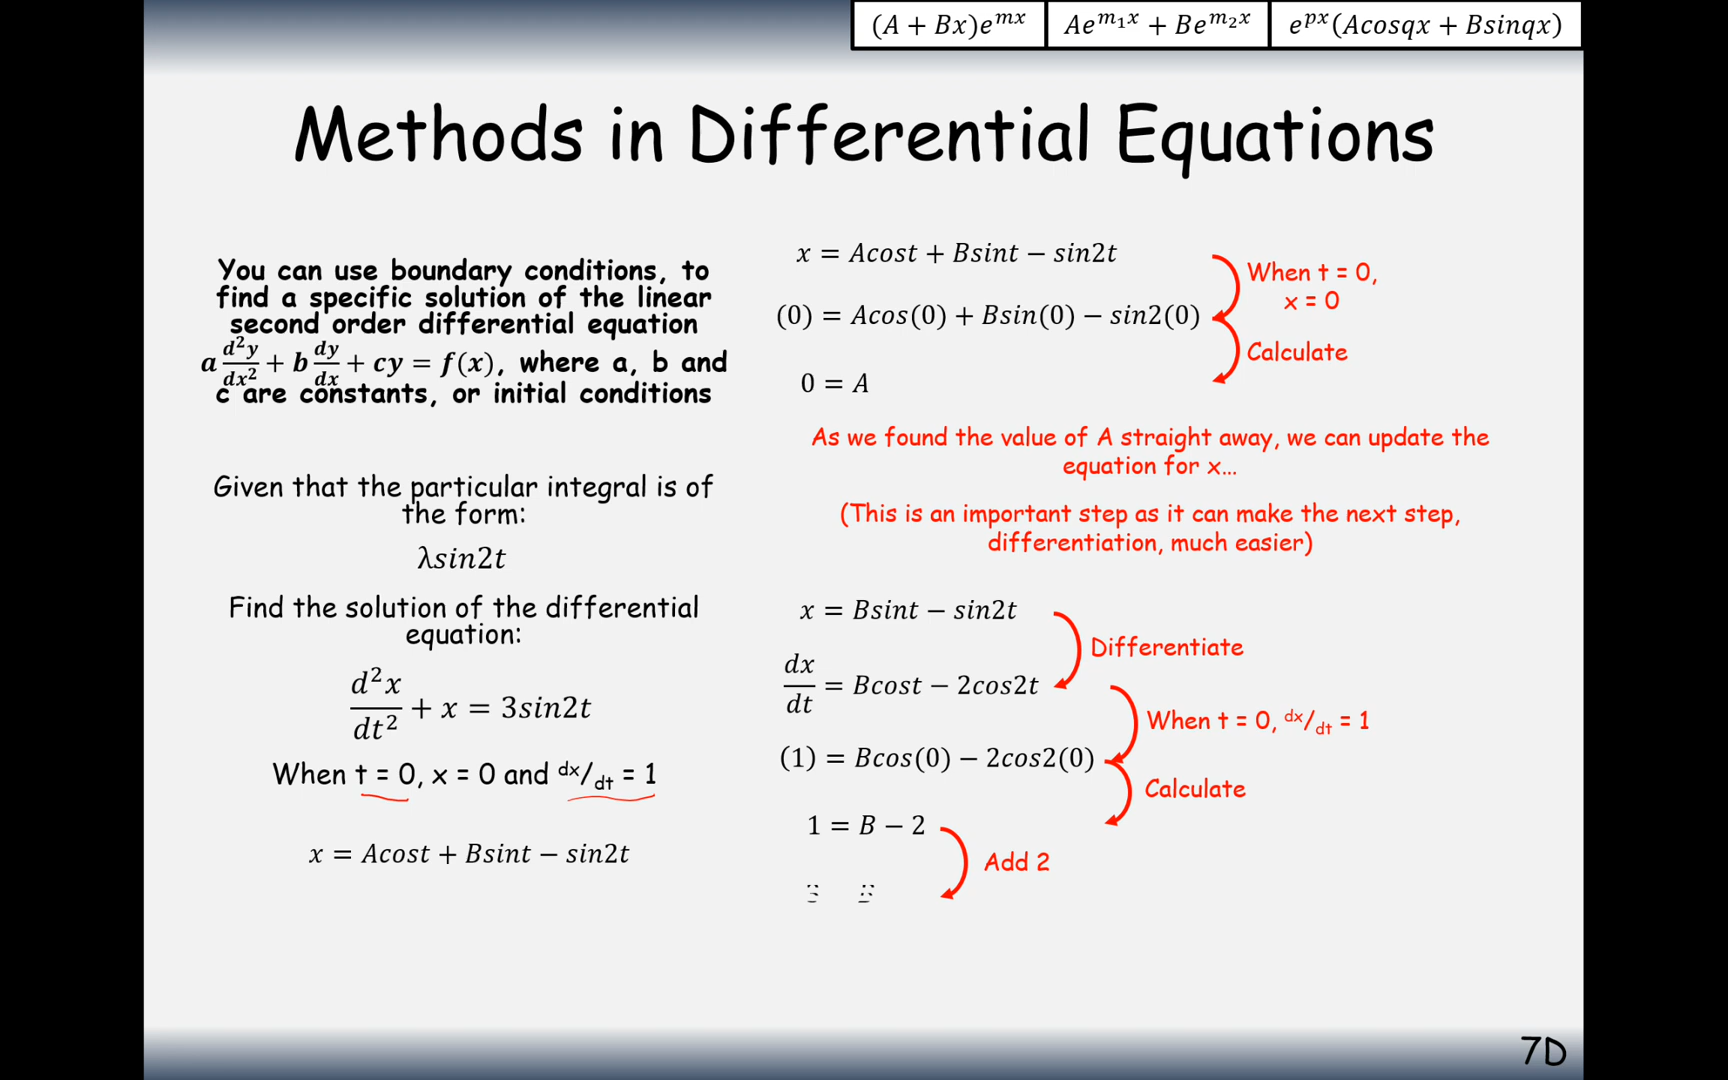 (A + Bx)e^{mx}
Ae^{m₁x} + Be^{m₂x}
e^{px}(Acosqx + Bsinqx)
Methods in Differential Equations
You can use boundary conditions, to
find a specific solution of the linear
second order differential equation
a d²y/dx² + b dy/dx + cy = f(x), where a, b and
c are constants, or initial conditions
Given that the particular integral is of
the form:
λsin2t
Find the solution of the differential
equation:
d²x/dt² + x = 3sin2t
When t = 0, x = 0 and dx/dt = 1
x = Acost + Bsint − sin2t
x = Acost + Bsint − sin2t
When t = 0,
x = 0
(0) = Acos(0) + Bsin(0) − sin2(0)
Calculate
0 = A
As we found the value of A straight away, we can update the
equation for x…
(This is an important step as it can make the next step,
differentiation, much easier)
x = Bsint − sin2t
Differentiate
dx/dt = Bcost − 2cos2t
When t = 0, dx/dt = 1
(1) = Bcos(0) − 2cos2(0)
Calculate
1 = B − 2
Add 2
7D